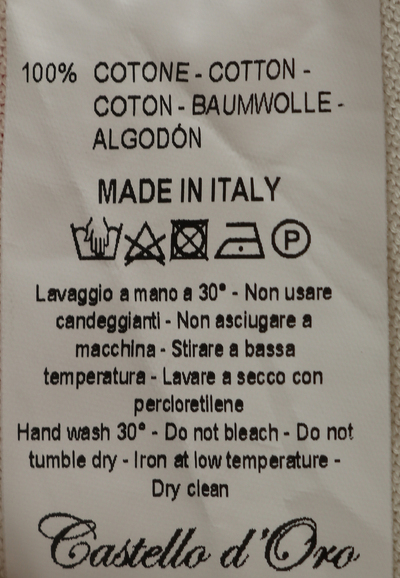 100% COTONE - COTTON -
COTON - BAUMWOLLE -
ALGODÓN
MADE IN ITALY
P
Lavaggio a mano a 30° - Non usare
candeggianti - Non asciugare a
macchina - Stirare a bassa
temperatura - Lavare a secco con
percloretilene
Hand wash 30° - Do not bleach - Do not
tumble dry - Iron at low temperature -
Dry clean
Castello d'Oro